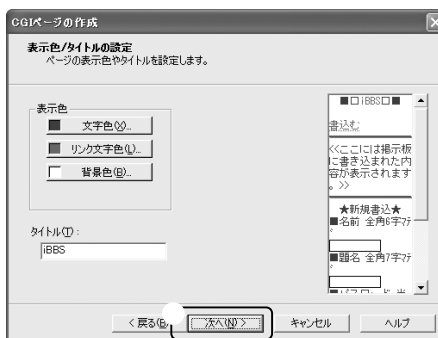 CGIページの作成
表示色/タイトルの設定
ページの表示色やタイトルを設定します。
表示色
文字色(X)...
リンク文字色(L)...
背景色(B)...
タイトル(T):
iBBS
■□iBBS□■
書込む
<<ここには掲示板
に書き込まれた内
容が表示されます
。>>
★新規書込★
■名前 全角6字ﾏﾃﾞ
■題名 全角7字ﾏﾃﾞ
< 戻る(B)
次へ(N) >
キャンセル
ヘルプ